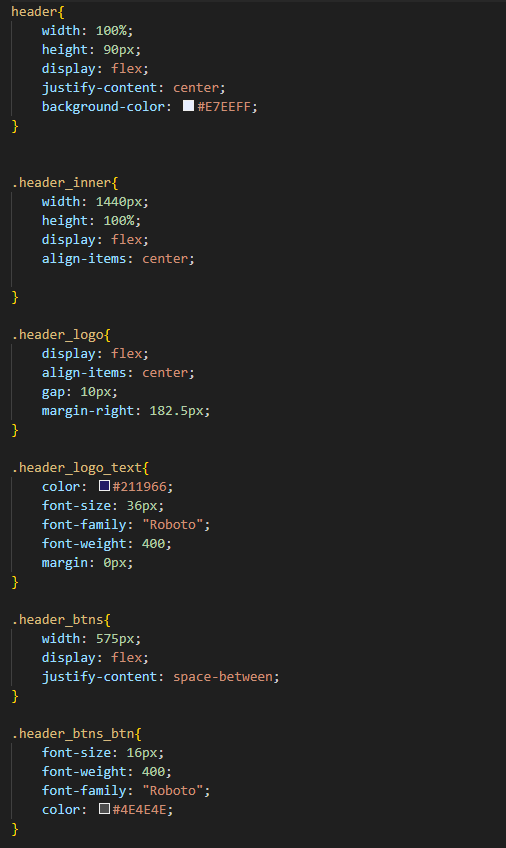 header{
    width: 100%;
    height: 90px;
    display: flex;
    justify-content: center;
    background-color: #E7EEFF;
}
.header_inner{
    width: 1440px;
    height: 100%;
    display: flex;
    align-items: center;
}
.header_logo{
    display: flex;
    align-items: center;
    gap: 10px;
    margin-right: 182.5px;
}
.header_logo_text{
    color: #211966;
    font-size: 36px;
    font-family: "Roboto";
    font-weight: 400;
    margin: 0px;
}
.header_btns{
    width: 575px;
    display: flex;
    justify-content: space-between;
}
.header_btns_btn{
    font-size: 16px;
    font-weight: 400;
    font-family: "Roboto";
    color: #4E4E4E;
}